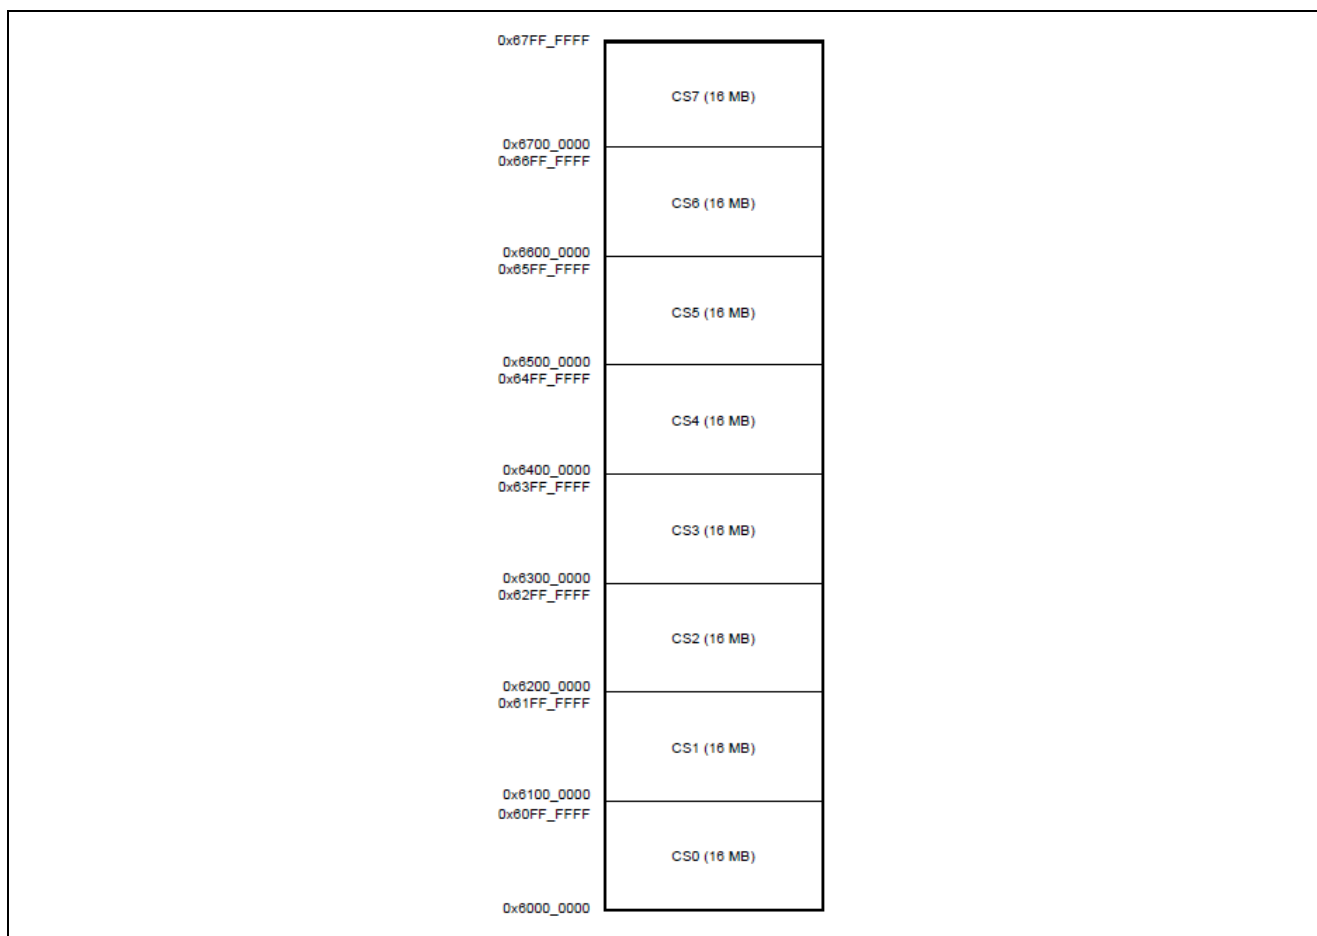 0x67FF_FFFF
CS7 (16 MB)
0x6700_0000
0x66FF_FFFF
CS6 (16 MB)
0x6600_0000
0x65FF_FFFF
CS5 (16 MB)
0x6500_0000
0x64FF_FFFF
CS4 (16 MB)
0x6400_0000
0x63FF_FFFF
CS3 (16 MB)
0x6300_0000
0x62FF_FFFF
CS2 (16 MB)
0x6200_0000
0x61FF_FFFF
CS1 (16 MB)
0x6100_0000
0x60FF_FFFF
CS0 (16 MB)
0x6000_0000